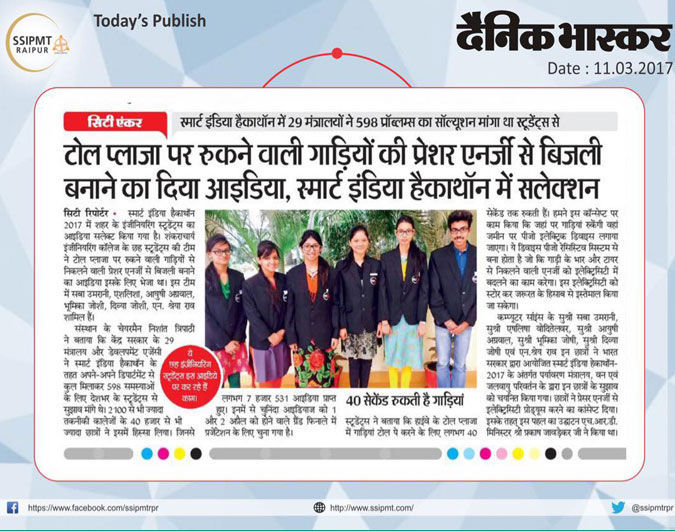 SSIPMT
RAIPUR
Today's Publish
दैनिक भास्कर
Date : 11.03.2017
सिटी एंकर
स्मार्ट इंडिया हैकाथॉन में 29 मंत्रालयों ने 598 प्रॉब्लम्स का सॉल्यूशन मांगा था स्टूडेंट्स से
टोल प्लाजा पर रुकने वाली गाड़ियों की प्रेशर एनर्जी से बिजली
बनाने का दिया आइडिया, स्मार्ट इंडिया हैकाथॉन में सलेक्शन
सिटी रिपोर्टर • स्मार्ट इंडिया हैकाथॉन
2017 में शहर के इंजीनियरिंग स्टूडेंट्स का
आइडिया सलेक्ट किया गया है। शंकराचार्य
इंजीनियरिंग कॉलेज के छह स्टूडेंट्स की टीम
ने टोल प्लाजा पर रुकने वाली गाड़ियों से
निकलने वाली प्रेशर एनर्जी से बिजली बनाने
का आइडिया इसके लिए भेजा था। इस टीम
में सबा उमरानी, एशलिशा, आयुषी अग्रवाल,
भूमिका जोशी, दिव्या जोशी, एन. श्रेया राव
शामिल हैं।
संस्थान के चेयरमैन निशांत त्रिपाठी
ने बताया कि केंद्र सरकार के 29
मंत्रालय और डेवलपमेंट एजेंसी
ने स्मार्ट इंडिया हैकाथॉन के
तहत अपने-अपने डिपार्टमेंट से
कुल मिलाकर 598 समस्याओं
के लिए देशभर के स्टूडेंट्स से
सुझाव मांगे थे। 2100 से भी ज्यादा
तकनीकी कालेजों के 40 हजार से भी
ज्यादा छात्रों ने इसमें हिस्सा लिया। जिनसे
ये
छह इंजीनियरिंग
स्टूडेंट्स इस आइडिये
पर कर रहे हैं
काम।
लगभग 7 हजार 531 आइडिया प्राप्त
हुए। इनमें से चुनिंदा आइडियाज को 1
और 2 अप्रैल को होने वाले ग्रैंड फिनाले में
प्रजेंटेशन के लिए चुना गया है।
40 सेकेंड रुकती है गाड़ियां
स्टूडेंट्स ने बताया कि हाईवे के टोल प्लाजा
में गाड़ियां टोल पे करने के लिए लगभग 40
सेकेंड तक रुकती हैं। हमने इस कॉन्सेप्ट पर
काम किया कि जहां पर गाड़ियां रुकेंगी वहां
जमीन पर पीजो इलेक्ट्रिक डिवाइस लगाया
जाएगा। ये डिवाइस पीजो रेसिस्टिव सिस्टम से
बना होता है जो कि गाड़ी के भार और टायर
से निकलने वाली एनर्जी को इलेक्ट्रिसिटी में
बदलने का काम करेगा। इस इलेक्ट्रिसिटी को
स्टोर कर जरूरत के हिसाब से इस्तेमाल किया
जा सकेगा।
कम्प्यूटर साइंस के सुश्री सबा उमरानी,
सुश्री एषलिषा वोदितेलवर, सुश्री आयुषी
अग्रवाल, सुश्री भूमिका जोषी, सुश्री दिव्या
जोषी एवं एन.श्रेय राव इन छात्रों ने भारत
सरकार द्वारा आयोजित स्मार्ट इंडिया हैकाथॉन-
2017 के अंतर्गत पर्यावरण मंत्रालय, वन एवं
जलवायु परिवर्तन के द्वारा इन छात्रों के सुझाव
को चयनित किया गया। छात्रों ने प्रेसर एनर्जी से
इलेक्ट्रिसिटी प्रोड्यूस करने का कांसेप्ट दिया।
इसके तहत् इस पहल का उद्घाटन एच.आर.डी.
मिनिस्टर श्री प्रकाश जावड़ेकर जी ने किया था।
https://www.facebook.com/ssipmtrpr
http://www.ssipmt.com/
@ssipmtrpr